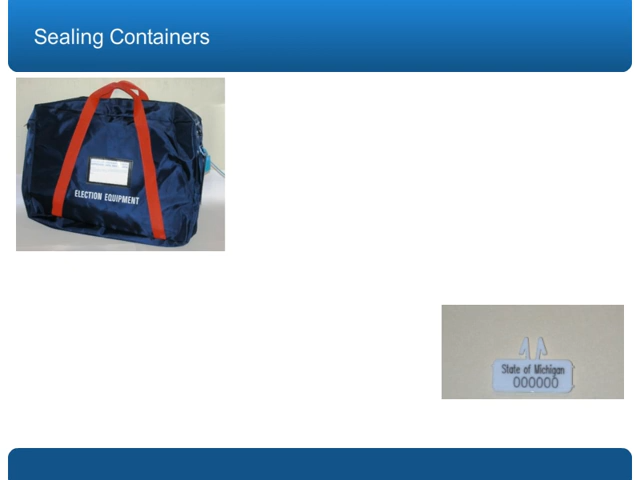 Sealing Containers
ELECTION EQUIPMENT
State of Michigan
000000